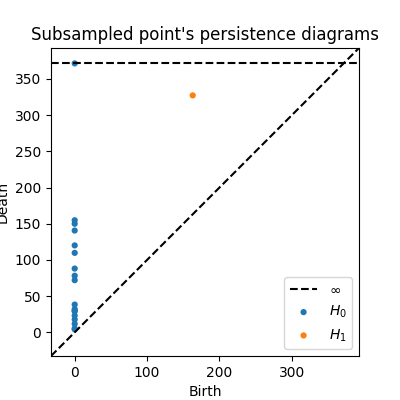 Subsampled point's persistence diagrams
350
300
250
200
150
100
50
0
Death
0 100 200 300
Birth
∞
H₀
H₁